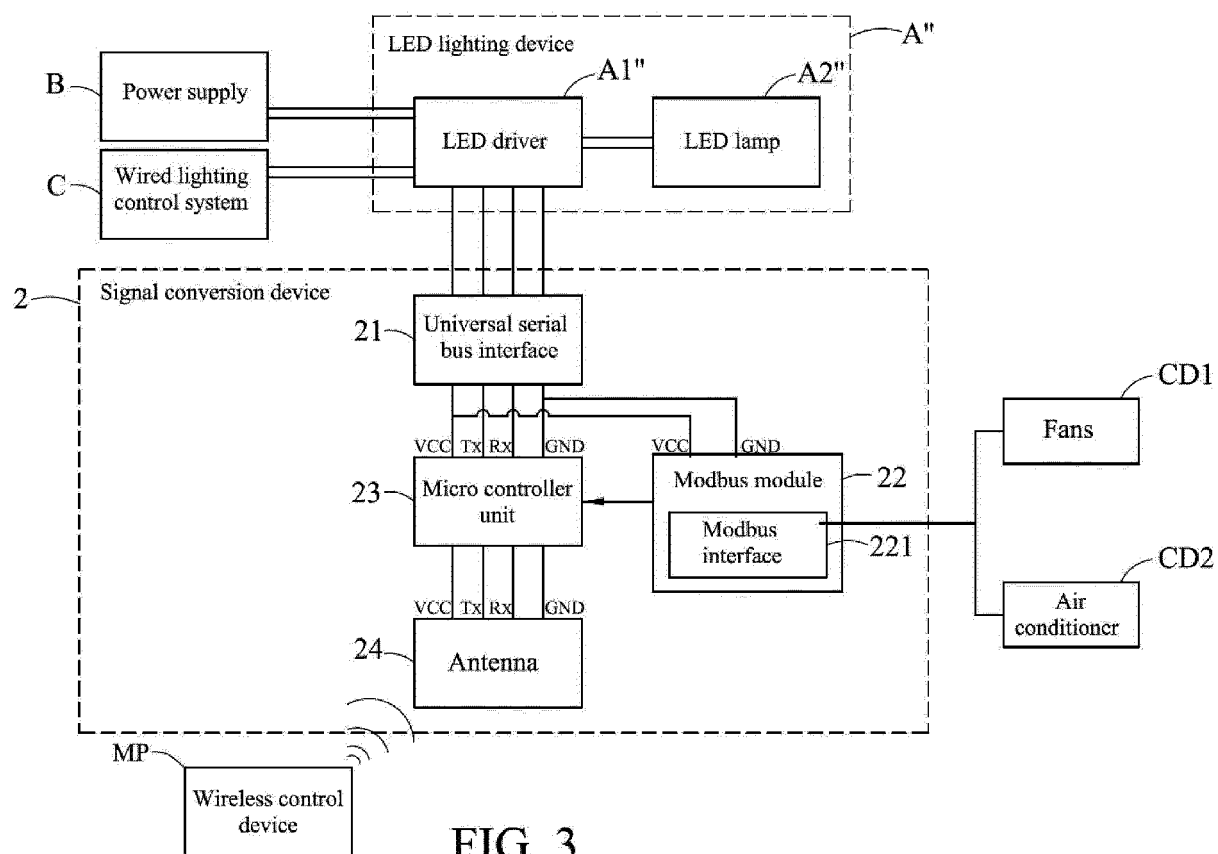 LED lighting device
A"
B
Power supply
A1"
LED driver
A2"
LED lamp
C
Wired lighting
control system
2
Signal conversion device
21
Universal serial
bus interface
VCC Tx Rx GND
VCC GND
23
Micro controller
unit
Modbus module
22
Modbus
interface
221
CD1
Fans
CD2
Air
conditioner
VCC Tx Rx GND
24
Antenna
MP
Wireless control
device
FIG. 3